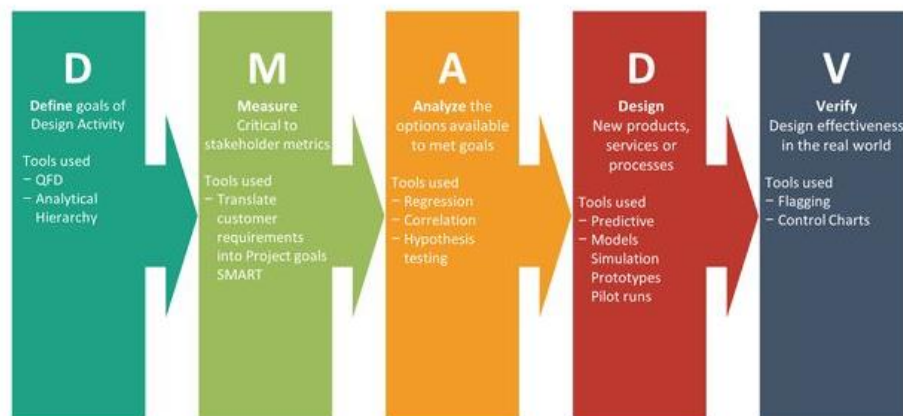 D
Define goals of
Design Activity
Tools used
– QFD
– Analytical
Hierarchy
M
Measure
Critical to
stakeholder metrics
Tools used
– Translate
customer
requirements
into Project goals
SMART
A
Analyze the
options available
to met goals
Tools used
– Regression
– Correlation
– Hypothesis
testing
D
Design
New products,
services or
processes
Tools used
– Predictive
– Models
Simulation
Prototypes
Pilot runs
V
Verify
Design effectiveness
in the real world
Tools used
– Flagging
– Control Charts